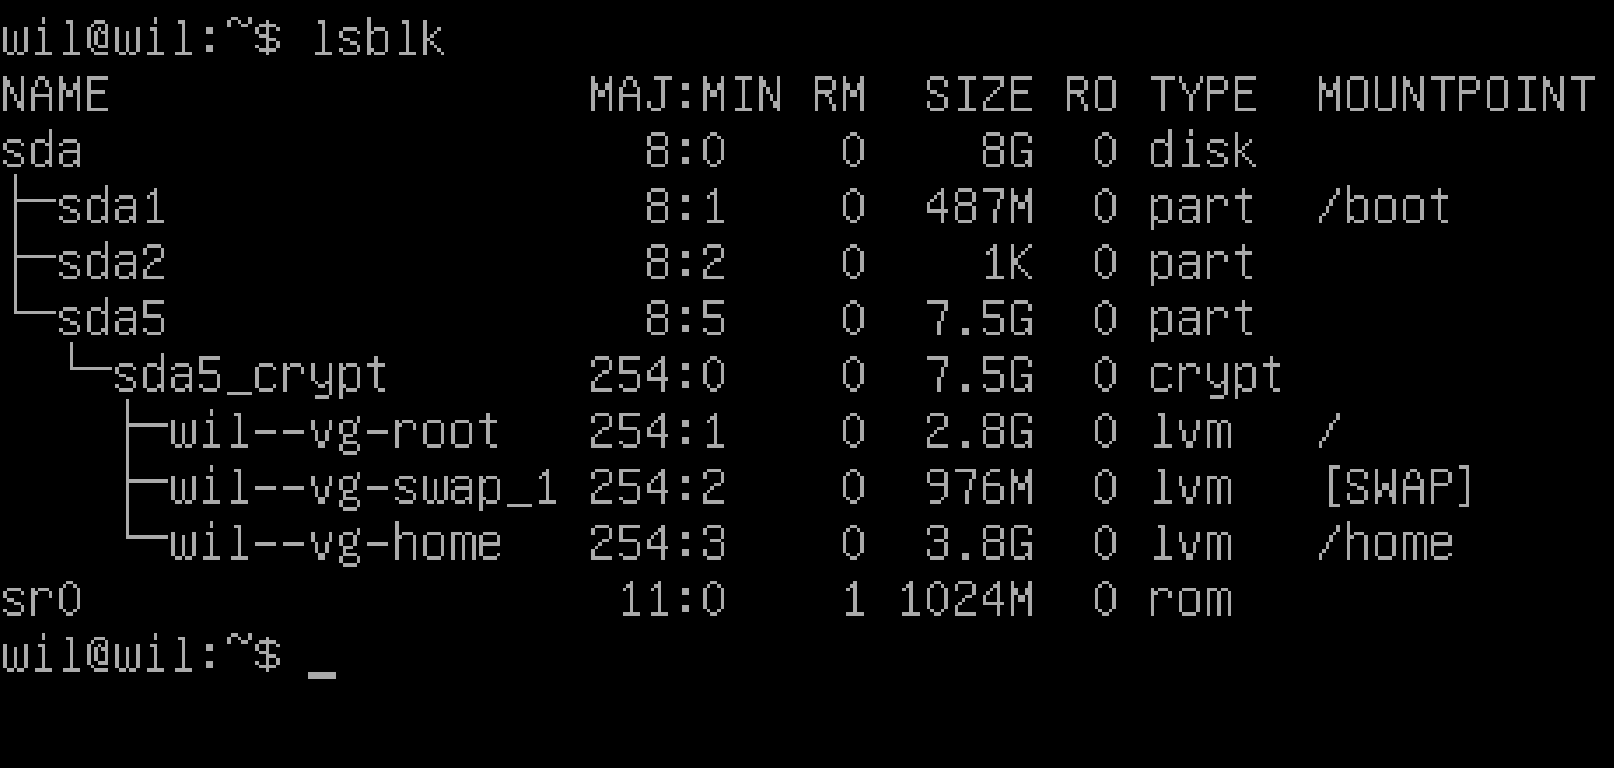 wil@wil:~$ lsblk
NAME                 MAJ:MIN RM  SIZE RO TYPE  MOUNTPOINT
sda                    8:0    0    8G  0 disk
├─sda1                 8:1    0  487M  0 part  /boot
├─sda2                 8:2    0    1K  0 part
└─sda5                 8:5    0  7.5G  0 part
  └─sda5_crypt       254:0    0  7.5G  0 crypt
    ├─wil--vg-root   254:1    0  2.8G  0 lvm   /
    ├─wil--vg-swap_1 254:2    0  976M  0 lvm   [SWAP]
    └─wil--vg-home   254:3    0  3.8G  0 lvm   /home
sr0                   11:0    1 1024M  0 rom
wil@wil:~$ _